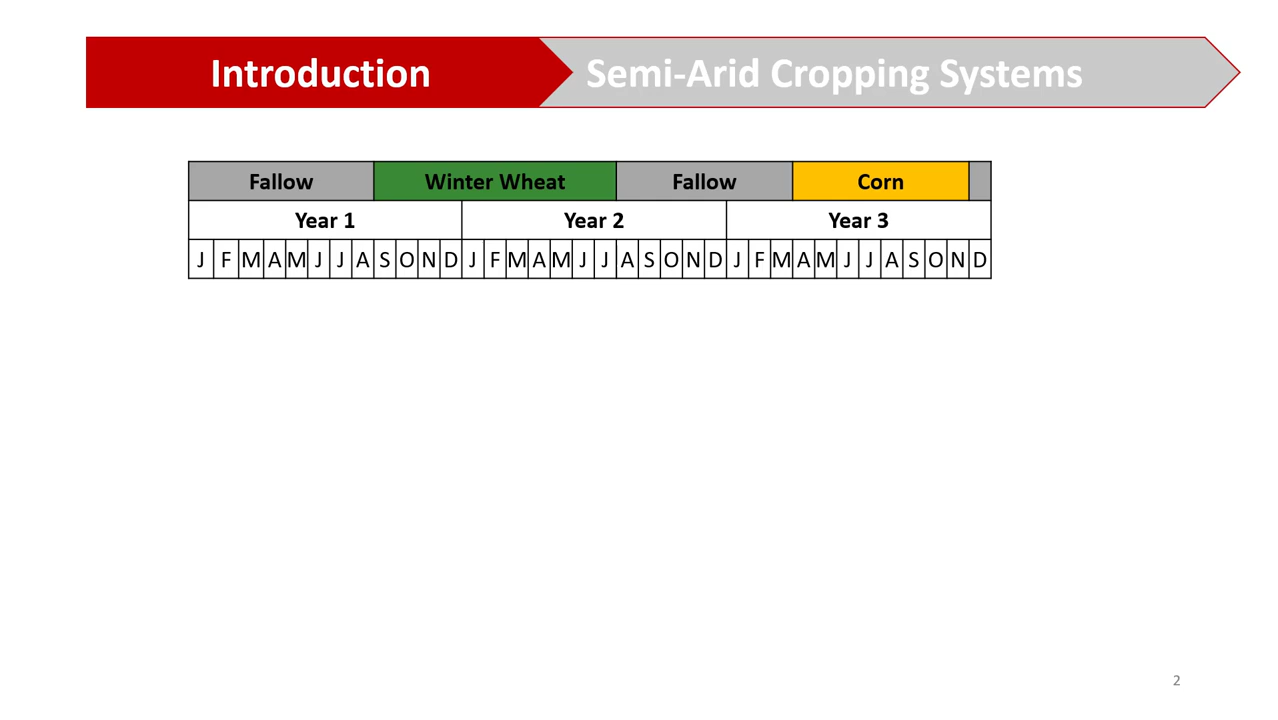 Introduction Semi-Arid Cropping Systems
Fallow Winter Wheat Fallow Corn
Year 1 Year 2 Year 3
J F M A M J J A S O N D J F M A M J J A S O N D J F M A M J J A S O N D
2